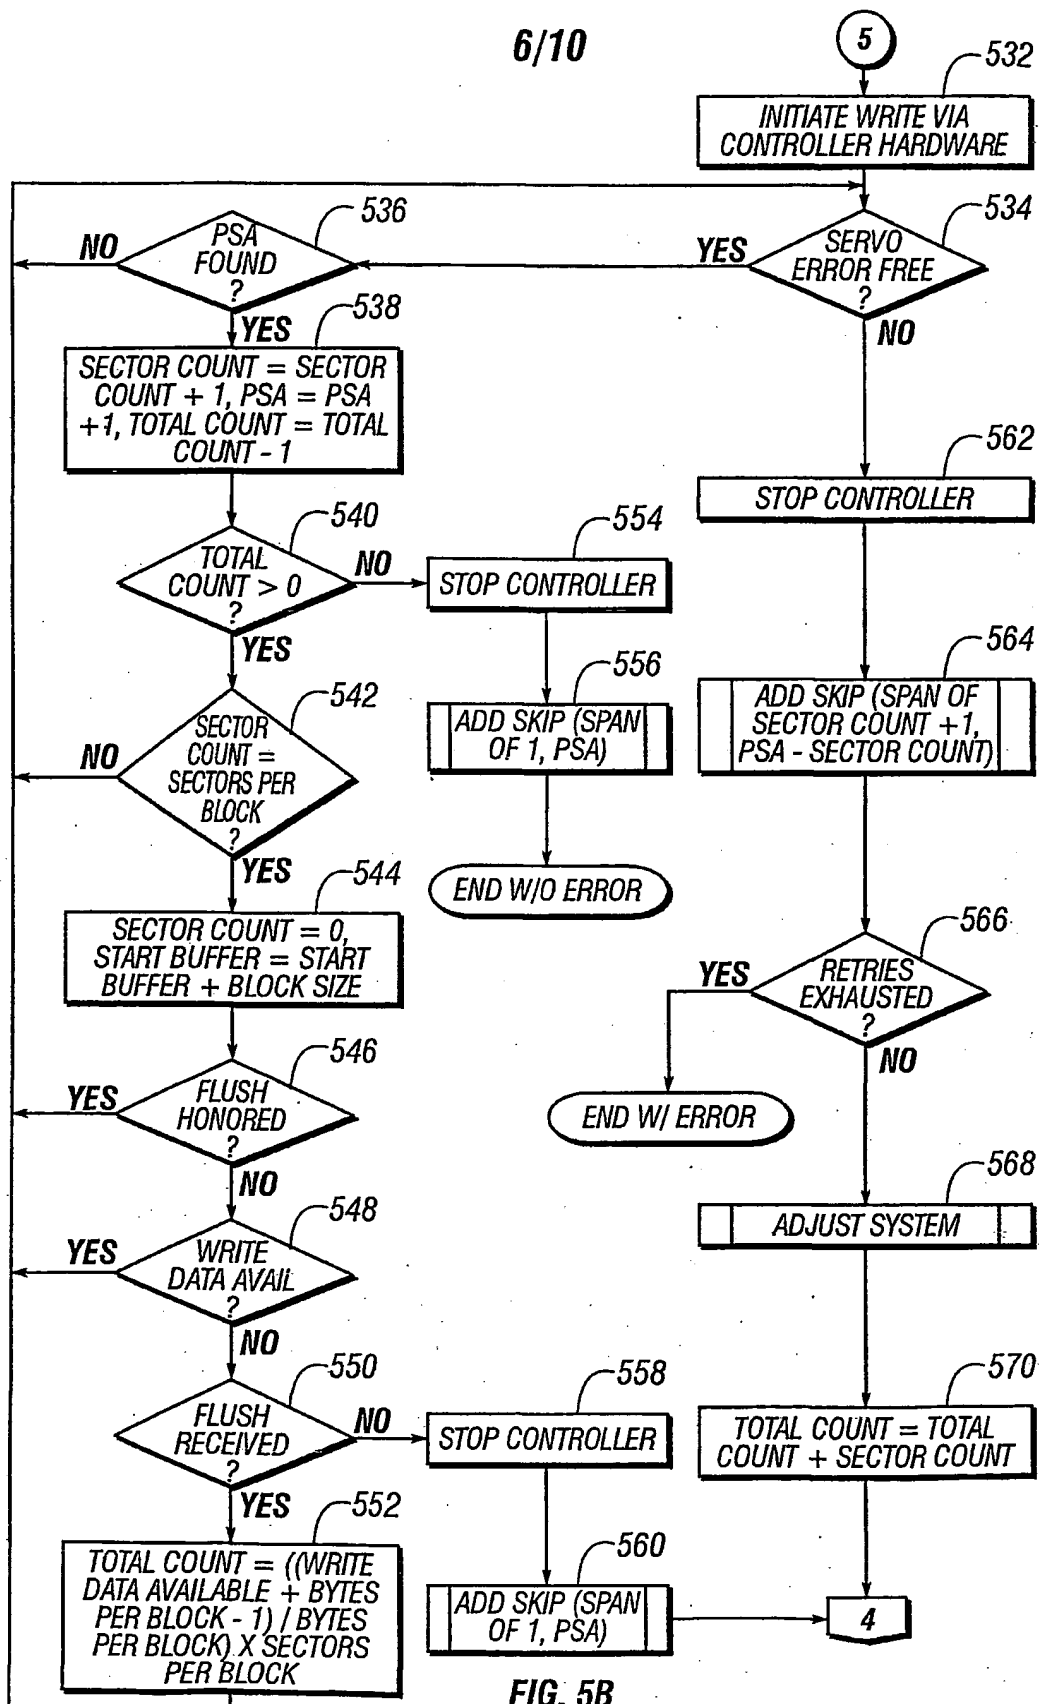 6/10
5
532
INITIATE WRITE VIA
CONTROLLER HARDWARE
534
SERVO
ERROR FREE
?
YES
NO
536
PSA
FOUND
?
NO
YES
538
SECTOR COUNT = SECTOR
COUNT + 1, PSA = PSA
+1, TOTAL COUNT = TOTAL
COUNT - 1
540
TOTAL
COUNT > 0
?
NO
YES
554
STOP CONTROLLER
556
ADD SKIP (SPAN
OF 1, PSA)
END W/O ERROR
542
SECTOR
COUNT =
SECTORS PER
BLOCK
?
NO
YES
544
SECTOR COUNT = 0,
START BUFFER = START
BUFFER + BLOCK SIZE
546
FLUSH
HONORED
?
YES
NO
548
WRITE
DATA AVAIL
?
YES
NO
550
FLUSH
RECEIVED
?
NO
YES
552
TOTAL COUNT = ((WRITE
DATA AVAILABLE + BYTES
PER BLOCK - 1) / BYTES
PER BLOCK) X SECTORS
PER BLOCK
558
STOP CONTROLLER
560
ADD SKIP (SPAN
OF 1, PSA)
562
STOP CONTROLLER
564
ADD SKIP (SPAN OF
SECTOR COUNT +1,
PSA - SECTOR COUNT)
566
RETRIES
EXHAUSTED
?
YES
NO
END W/ ERROR
568
ADJUST SYSTEM
570
TOTAL COUNT = TOTAL
COUNT + SECTOR COUNT
4
FIG. 5B